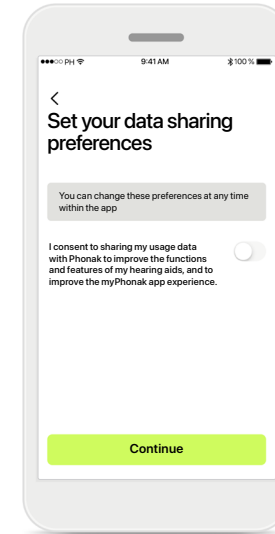 PH 9:41 AM 100 %
Set your data sharing
preferences
You can change these preferences at any time
within the app
I consent to sharing my usage data
with Phonak to improve the functions
and features of my hearing aids, and to
improve the myPhonak app experience.
Continue